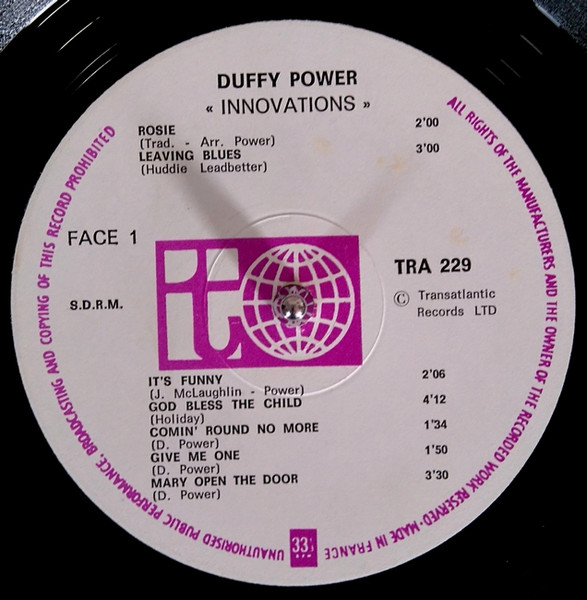 DUFFY POWER
« INNOVATIONS »
ROSIE 2'00
(Trad. - Arr. Power)
LEAVING BLUES 3'00
(Huddie Leadbetter)
FACE 1
it
TRA 229
S.D.R.M.
© Transatlantic
Records LTD
IT'S FUNNY 2'06
(J. McLaughlin - Power)
GOD BLESS THE CHILD 4'12
(Holiday)
COMIN' ROUND NO MORE 1'34
(D. Power)
GIVE ME ONE 1'50
(D. Power)
MARY OPEN THE DOOR 3'30
(D. Power)
ALL RIGHTS OF THE MANUFACTURERS AND THE OWNER OF THE RECORDED WORK RESERVED - MADE IN FRANCE
33⅓
UNAUTHORISED PUBLIC PERFORMANCE, BROADCASTING AND COPYING OF THIS RECORD PROHIBITED